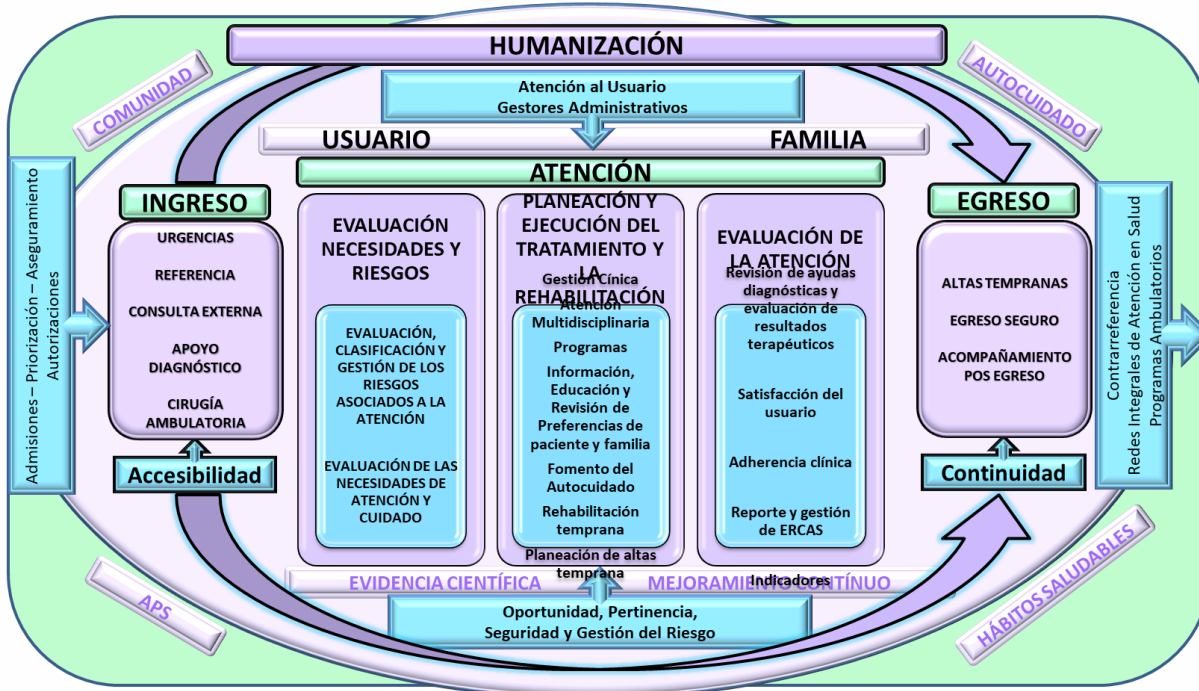 HUMANIZACIÓN
COMUNIDAD
AUTOCUIDADO
Atención al Usuario
Gestores Administrativos
USUARIO
FAMILIA
ATENCIÓN
Admisiones – Priorización – Aseguramiento
Autorizaciones
INGRESO
URGENCIAS
REFERENCIA
CONSULTA EXTERNA
APOYO
DIAGNÓSTICO
CIRUGÍA
AMBULATORIA
Accesibilidad
EVALUACIÓN
NECESIDADES Y
RIESGOS
EVALUACIÓN,
CLASIFICACIÓN Y
GESTIÓN DE LOS
RIESGOS
ASOCIADOS A LA
ATENCIÓN
EVALUACIÓN DE LAS
NECESIDADES DE
ATENCIÓN Y
CUIDADO
PLANEACIÓN Y
EJECUCIÓN DEL
TRATAMIENTO Y
LA
REHABILITACIÓN
Gestión Cínica
Atención
Multidisciplinaria
Programas
Información,
Educación y
Revisión de
Preferencias de
paciente y familia
Fomento del
Autocuidado
Rehabilitación
temprana
Planeación de altas
temprana
EVALUACIÓN DE
LA ATENCIÓN
Revisión de ayudas
diagnósticas y
evaluación de
resultados
terapéuticos
Satisfacción del
usuario
Adherencia clínica
Reporte y gestión
de ERCAS
Indicadores
EGRESO
ALTAS TEMPRANAS
EGRESO SEGURO
ACOMPAÑAMIENTO
POS EGRESO
Continuidad
Contrarreferencia
Redes Integrales de Atención en Salud
Programas Ambulatorios
EVIDENCIA CIENTÍFICA
MEJORAMIENTO CONTÍNUO
Oportunidad, Pertinencia,
Seguridad y Gestión del Riesgo
APS
HÁBITOS SALUDABLES